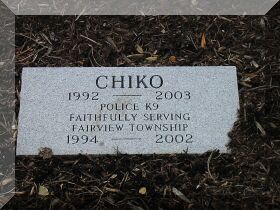 CHIKO
1992 — 2003
POLICE K9
FAITHFULLY SERVING
FAIRVIEW TOWNSHIP
1994 — 2002